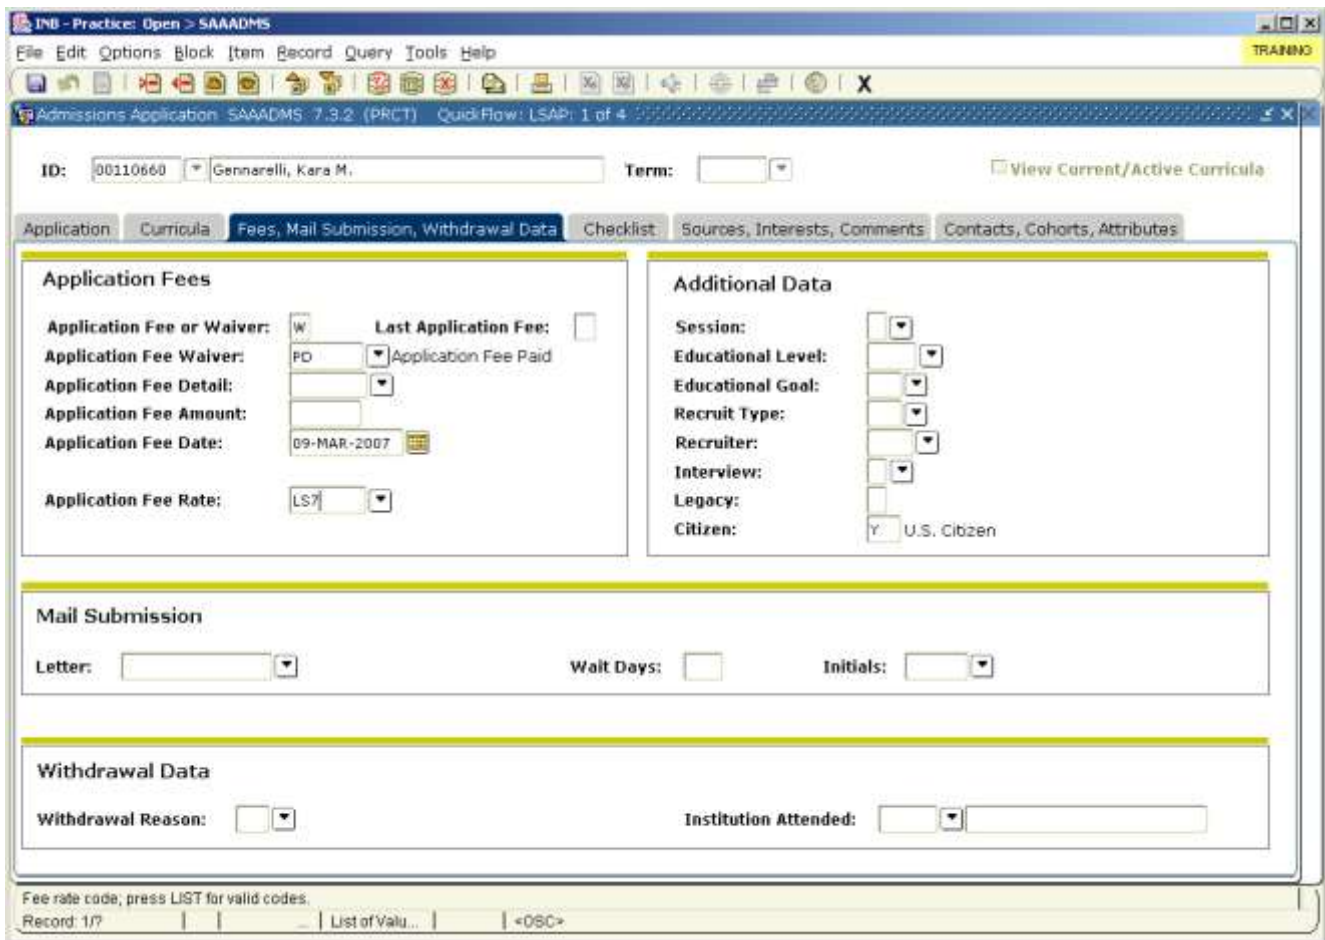 INB - Practice: Open > SAAADMS
File Edit Options Block Item Record Query Tools Help TRAINING
Admissions Application SAAADMS 7.3.2 (PRCT) QuickFlow: LSAP: 1 of 4
ID: 00110660 Gennarelli, Kara M. Term: View Current/Active Curricula
Application Curricula Fees, Mail Submission, Withdrawal Data Checklist Sources, Interests, Comments Contacts, Cohorts, Attributes
Application Fees
Application Fee or Waiver: W Last Application Fee:
Application Fee Waiver: PD Application Fee Paid
Application Fee Detail:
Application Fee Amount:
Application Fee Date: 09-MAR-2007
Application Fee Rate: LS7
Additional Data
Session:
Educational Level:
Educational Goal:
Recruit Type:
Recruiter:
Interview:
Legacy:
Citizen: Y U.S. Citizen
Mail Submission
Letter: Wait Days: Initials:
Withdrawal Data
Withdrawal Reason: Institution Attended:
Fee rate code; press LIST for valid codes.
Record: 1/? ... List of Valu... <OSC>